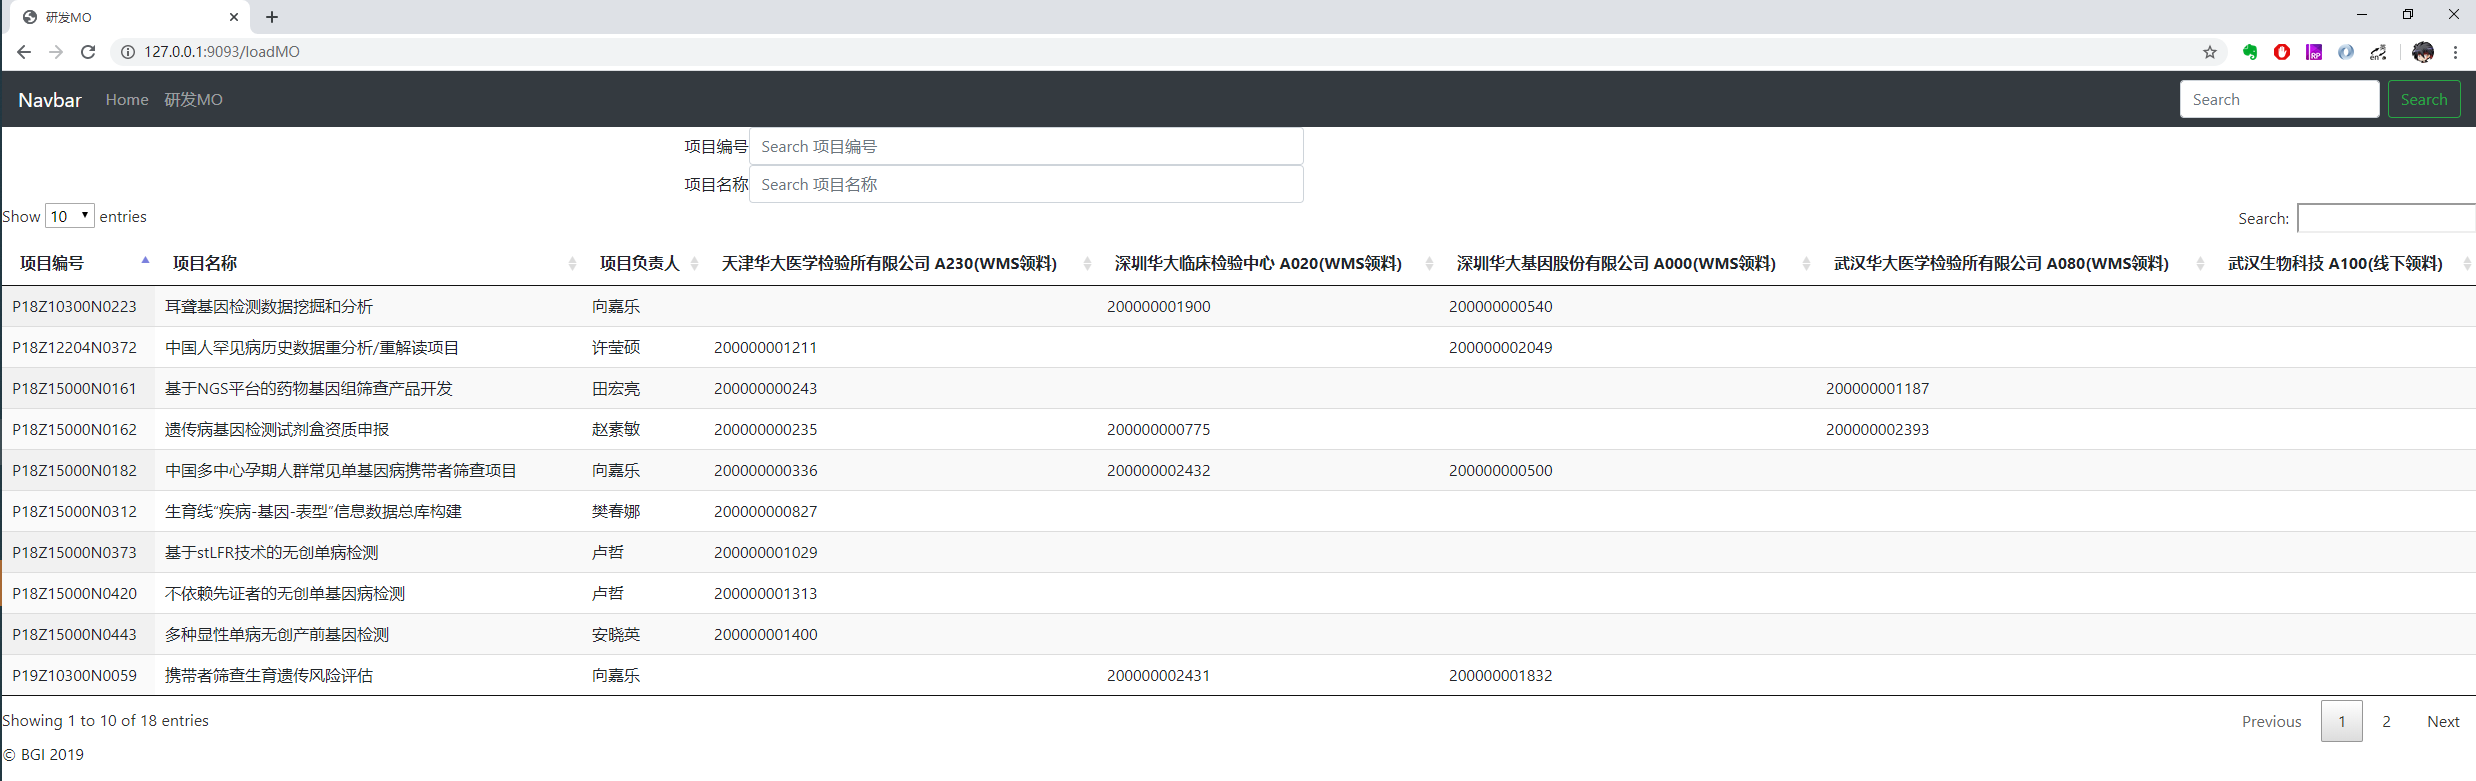 研发MO
127.0.0.1:9093/loadMO
Navbar Home 研发MO Search Search
项目编号 Search 项目编号
项目名称 Search 项目名称
Show 10 entries Search:
项目编号 项目名称 项目负责人 天津华大医学检验所有限公司 A230(WMS领料) 深圳华大临床检验中心 A020(WMS领料) 深圳华大基因股份有限公司 A000(WMS领料) 武汉华大医学检验所有限公司 A080(WMS领料) 武汉生物科技 A100(线下领料)
P18Z10300N0223 耳聋基因检测数据挖掘和分析 向嘉乐 200000001900 200000000540
P18Z12204N0372 中国人罕见病历史数据重分析/重解读项目 许莹硕 200000001211 200000002049
P18Z15000N0161 基于NGS平台的药物基因组筛查产品开发 田宏亮 200000000243 200000001187
P18Z15000N0162 遗传病基因检测试剂盒资质申报 赵素敏 200000000235 200000000775 200000002393
P18Z15000N0182 中国多中心孕期人群常见单基因病携带者筛查项目 向嘉乐 200000000336 200000002432 200000000500
P18Z15000N0312 生育线“疾病-基因-表型”信息数据总库构建 樊春娜 200000000827
P18Z15000N0373 基于stLFR技术的无创单病检测 卢哲 200000001029
P18Z15000N0420 不依赖先证者的无创单基因病检测 卢哲 200000001313
P18Z15000N0443 多种显性单病无创产前基因检测 安晓英 200000001400
P19Z10300N0059 携带者筛查生育遗传风险评估 向嘉乐 200000002431 200000001832
Showing 1 to 10 of 18 entries Previous 1 2 Next
© BGI 2019